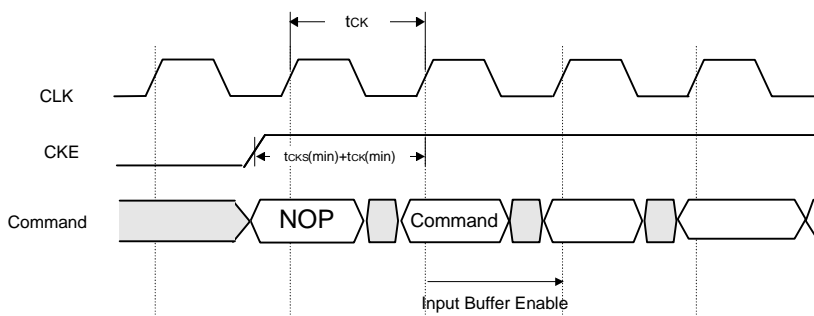 tCK
CLK
CKE
tCKS(min)+tCK(min)
Command
NOP
Command
Input Buffer Enable